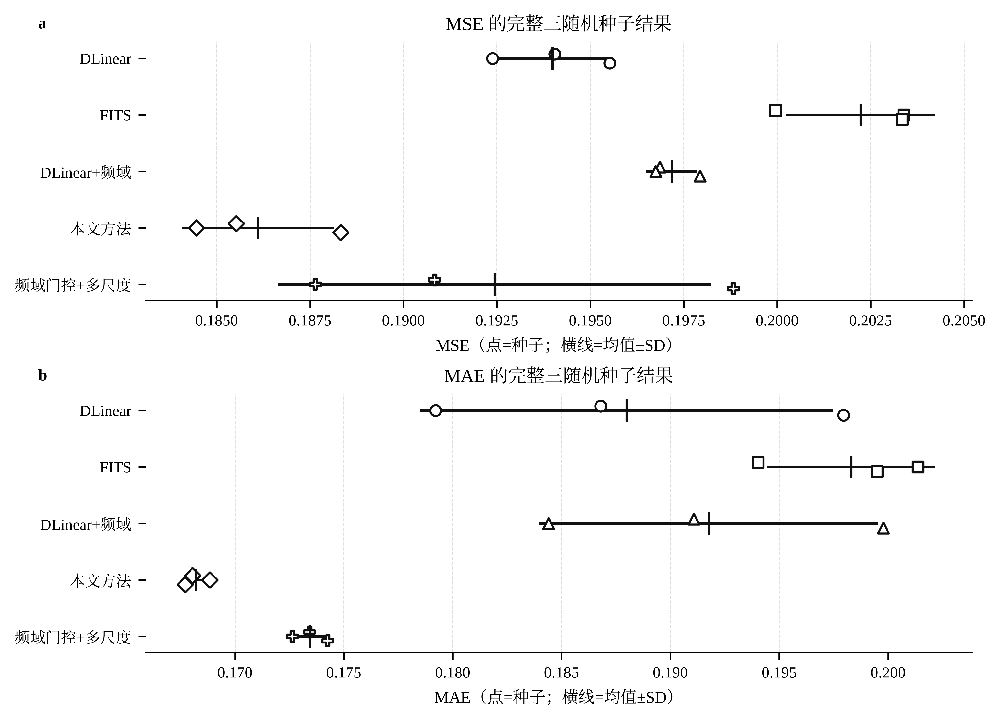 a
MSE 的完整三随机种子结果
DLinear
FITS
DLinear+频域
本文方法
频域门控+多尺度
0.1850 0.1875 0.1900 0.1925 0.1950 0.1975 0.2000 0.2025 0.2050
MSE（点=种子；横线=均值±SD）
b
MAE 的完整三随机种子结果
DLinear
FITS
DLinear+频域
本文方法
频域门控+多尺度
0.170 0.175 0.180 0.185 0.190 0.195 0.200
MAE（点=种子；横线=均值±SD）